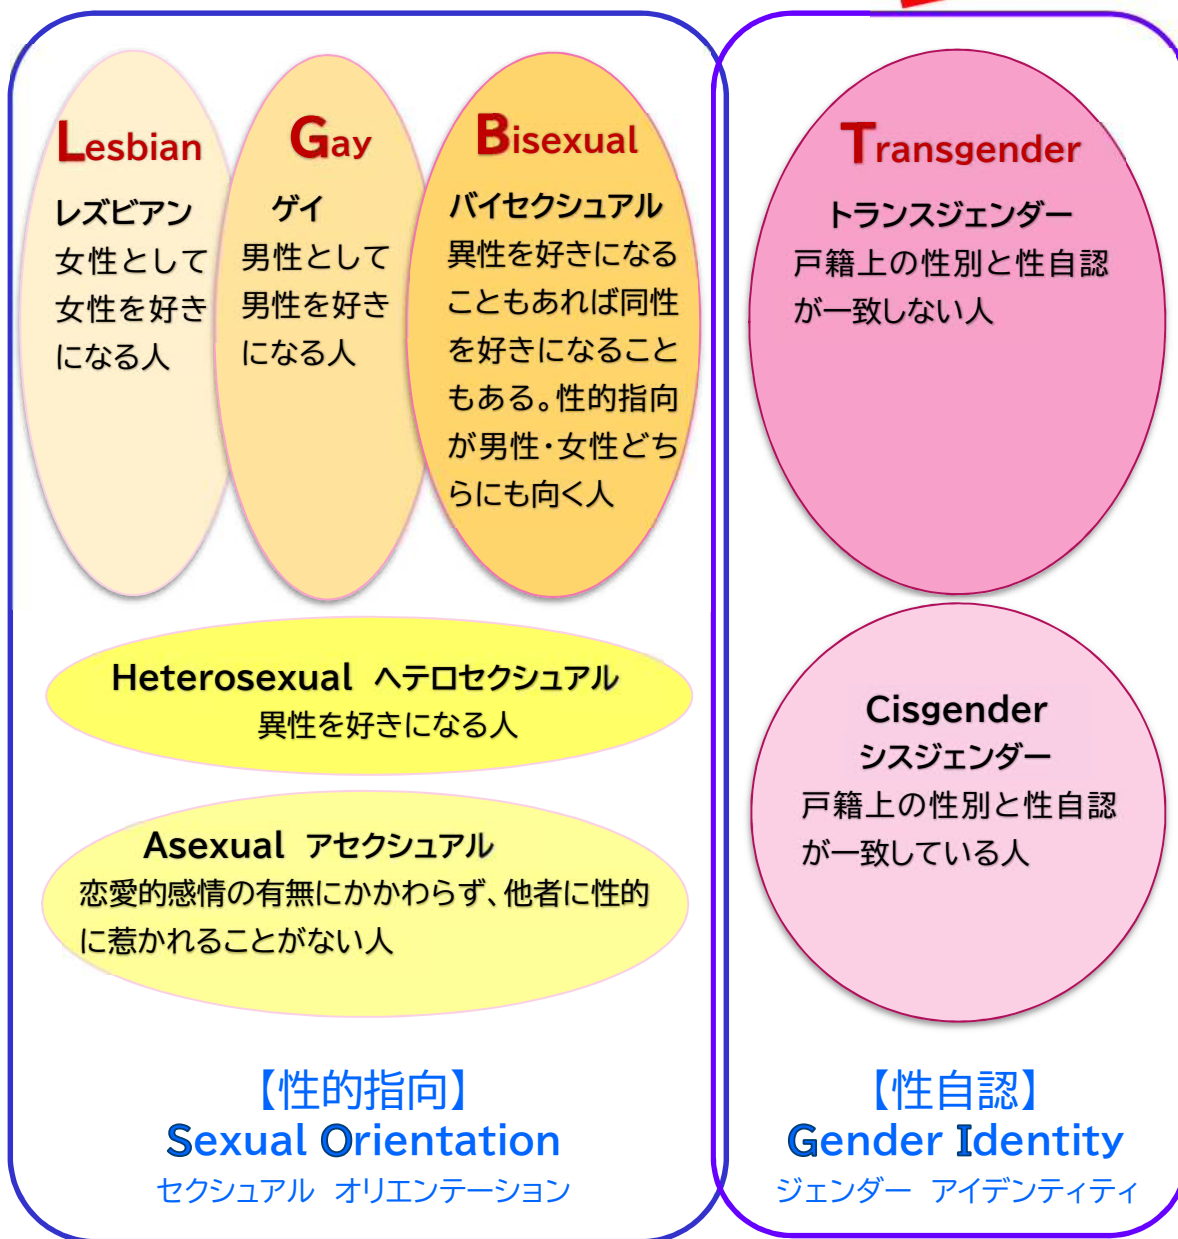 Lesbian
レズビアン
女性として
女性を好き
になる人
Gay
ゲイ
男性として
男性を好き
になる人
Bisexual
バイセクシュアル
異性を好きになる
こともあれば同性
を好きになること
もある。性的指向
が男性・女性どち
らにも向く人
Heterosexual ヘテロセクシュアル
異性を好きになる人
Asexual アセクシュアル
恋愛的感情の有無にかかわらず、他者に性的
に惹かれることがない人
【性的指向】
Sexual Orientation
セクシュアル オリエンテーション
Transgender
トランスジェンダー
戸籍上の性別と性自認
が一致しない人
Cisgender
シスジェンダー
戸籍上の性別と性自認
が一致している人
【性自認】
Gender Identity
ジェンダー アイデンティティ